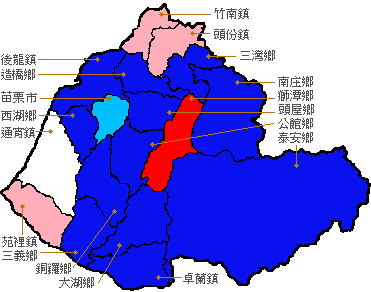 竹南鎮
頭份鎮
三灣鄉
後龍鎮
造橋鄉
南庄鄉
苗栗市
獅潭鄉
頭屋鄉
西湖鄉
公館鄉
通宵鎮
泰安鄉
苑裡鎮
三義鄉
銅鑼鄉
大湖鄉
卓蘭鎮